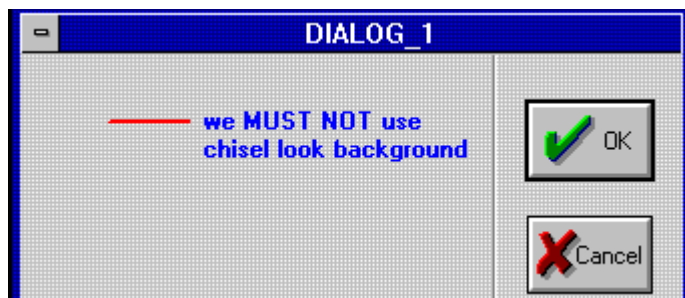 DIALOG_1
we MUST NOT use
chisel look background
OK
Cancel